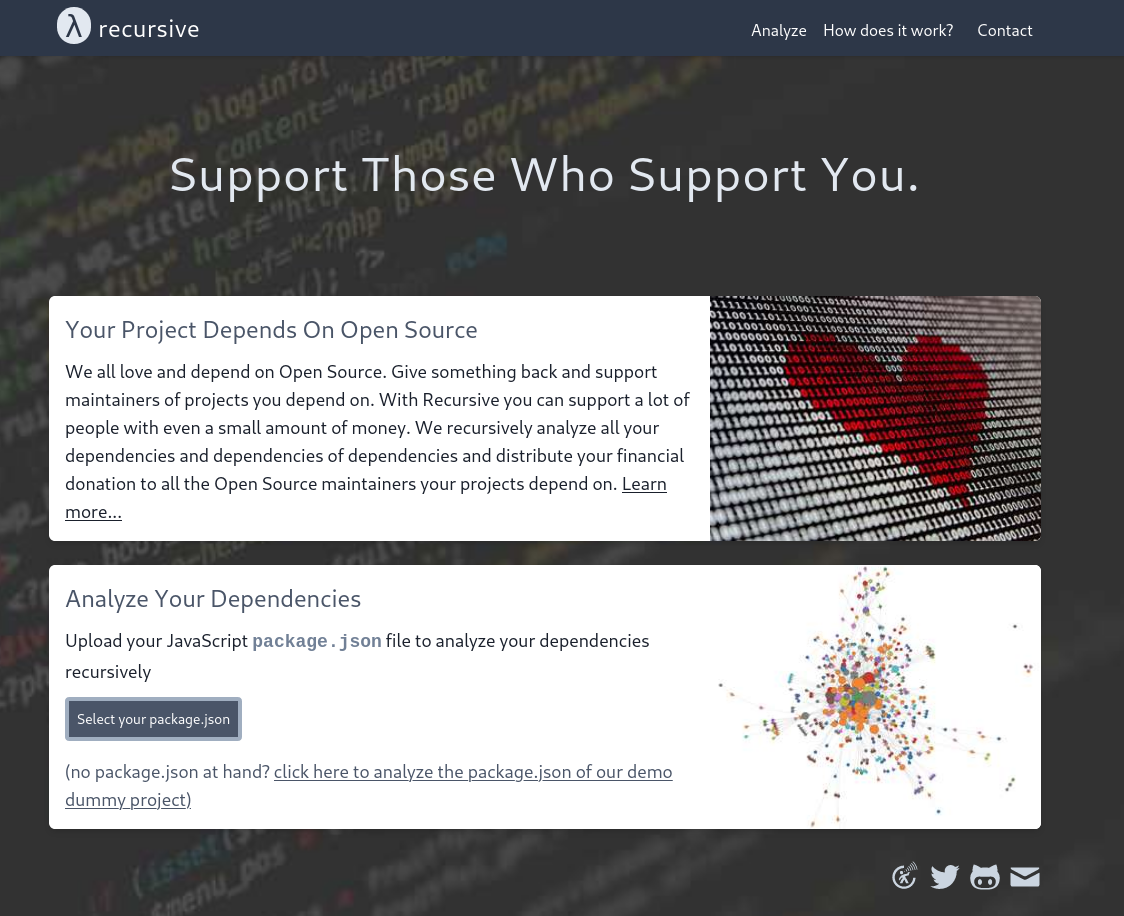 λ recursive
Analyze How does it work? Contact
Support Those Who Support You.
Your Project Depends On Open Source
We all love and depend on Open Source. Give something back and support
maintainers of projects you depend on. With Recursive you can support a lot of
people with even a small amount of money. We recursively analyze all your
dependencies and dependencies of dependencies and distribute your financial
donation to all the Open Source maintainers your projects depend on. Learn
more...
Analyze Your Dependencies
Upload your JavaScript package.json file to analyze your dependencies
recursively
Select your package.json
(no package.json at hand? click here to analyze the package.json of our demo
dummy project)